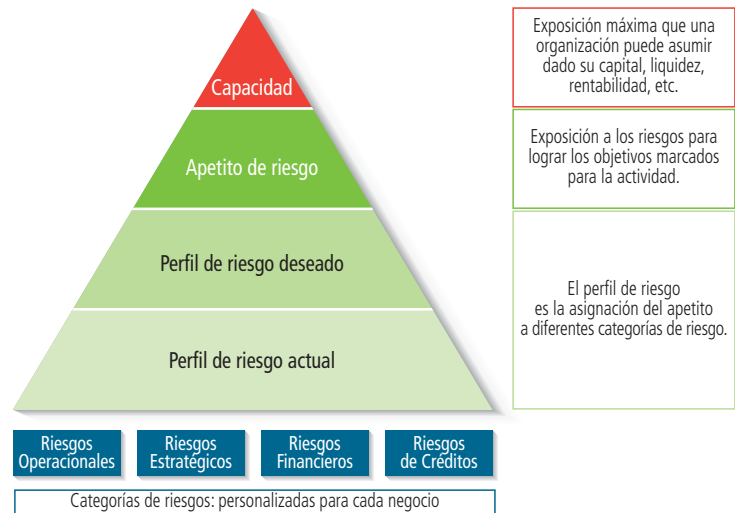 Capacidad
Apetito de riesgo
Perfil de riesgo deseado
Perfil de riesgo actual
Exposición máxima que una
organización puede asumir
dado su capital, liquidez,
rentabilidad, etc.
Exposición a los riesgos para
lograr los objetivos marcados
para la actividad.
El perfil de riesgo
es la asignación del apetito
a diferentes categorías de riesgo.
Riesgos
Operacionales
Riesgos
Estratégicos
Riesgos
Financieros
Riesgos
de Créditos
Categorías de riesgos: personalizadas para cada negocio